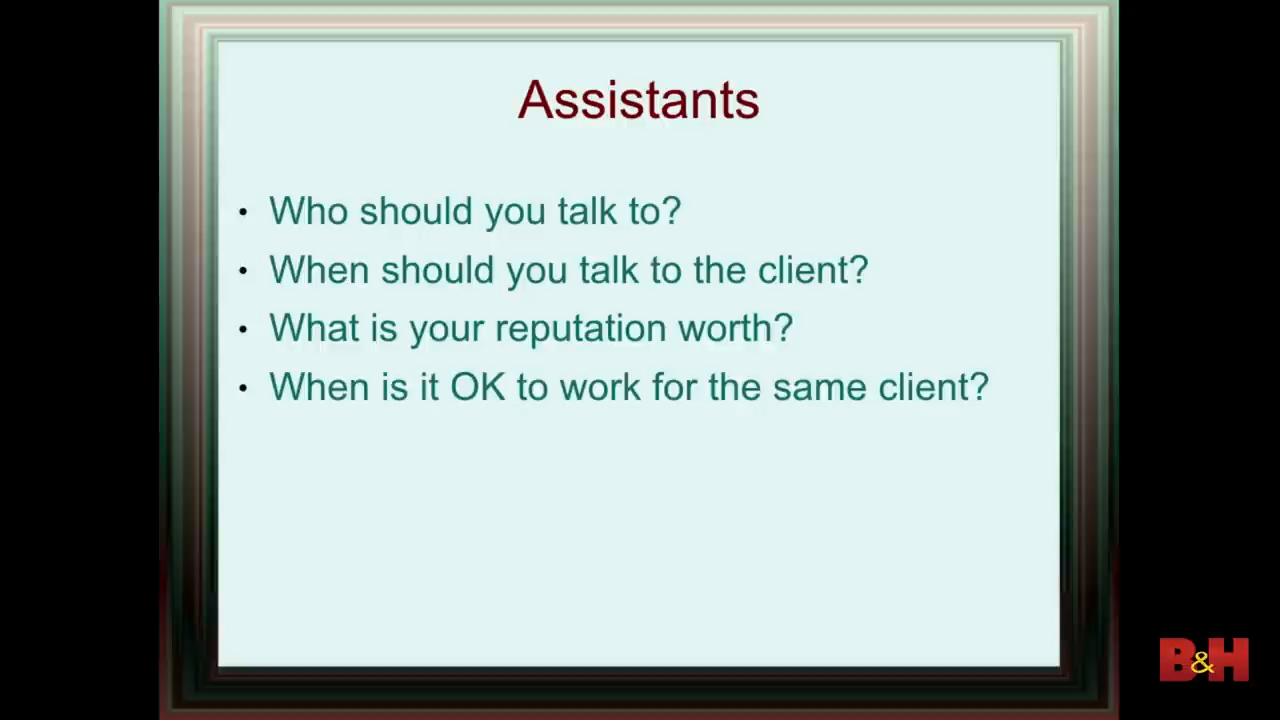 Assistants
• Who should you talk to?
• When should you talk to the client?
• What is your reputation worth?
• When is it OK to work for the same client?
B&H